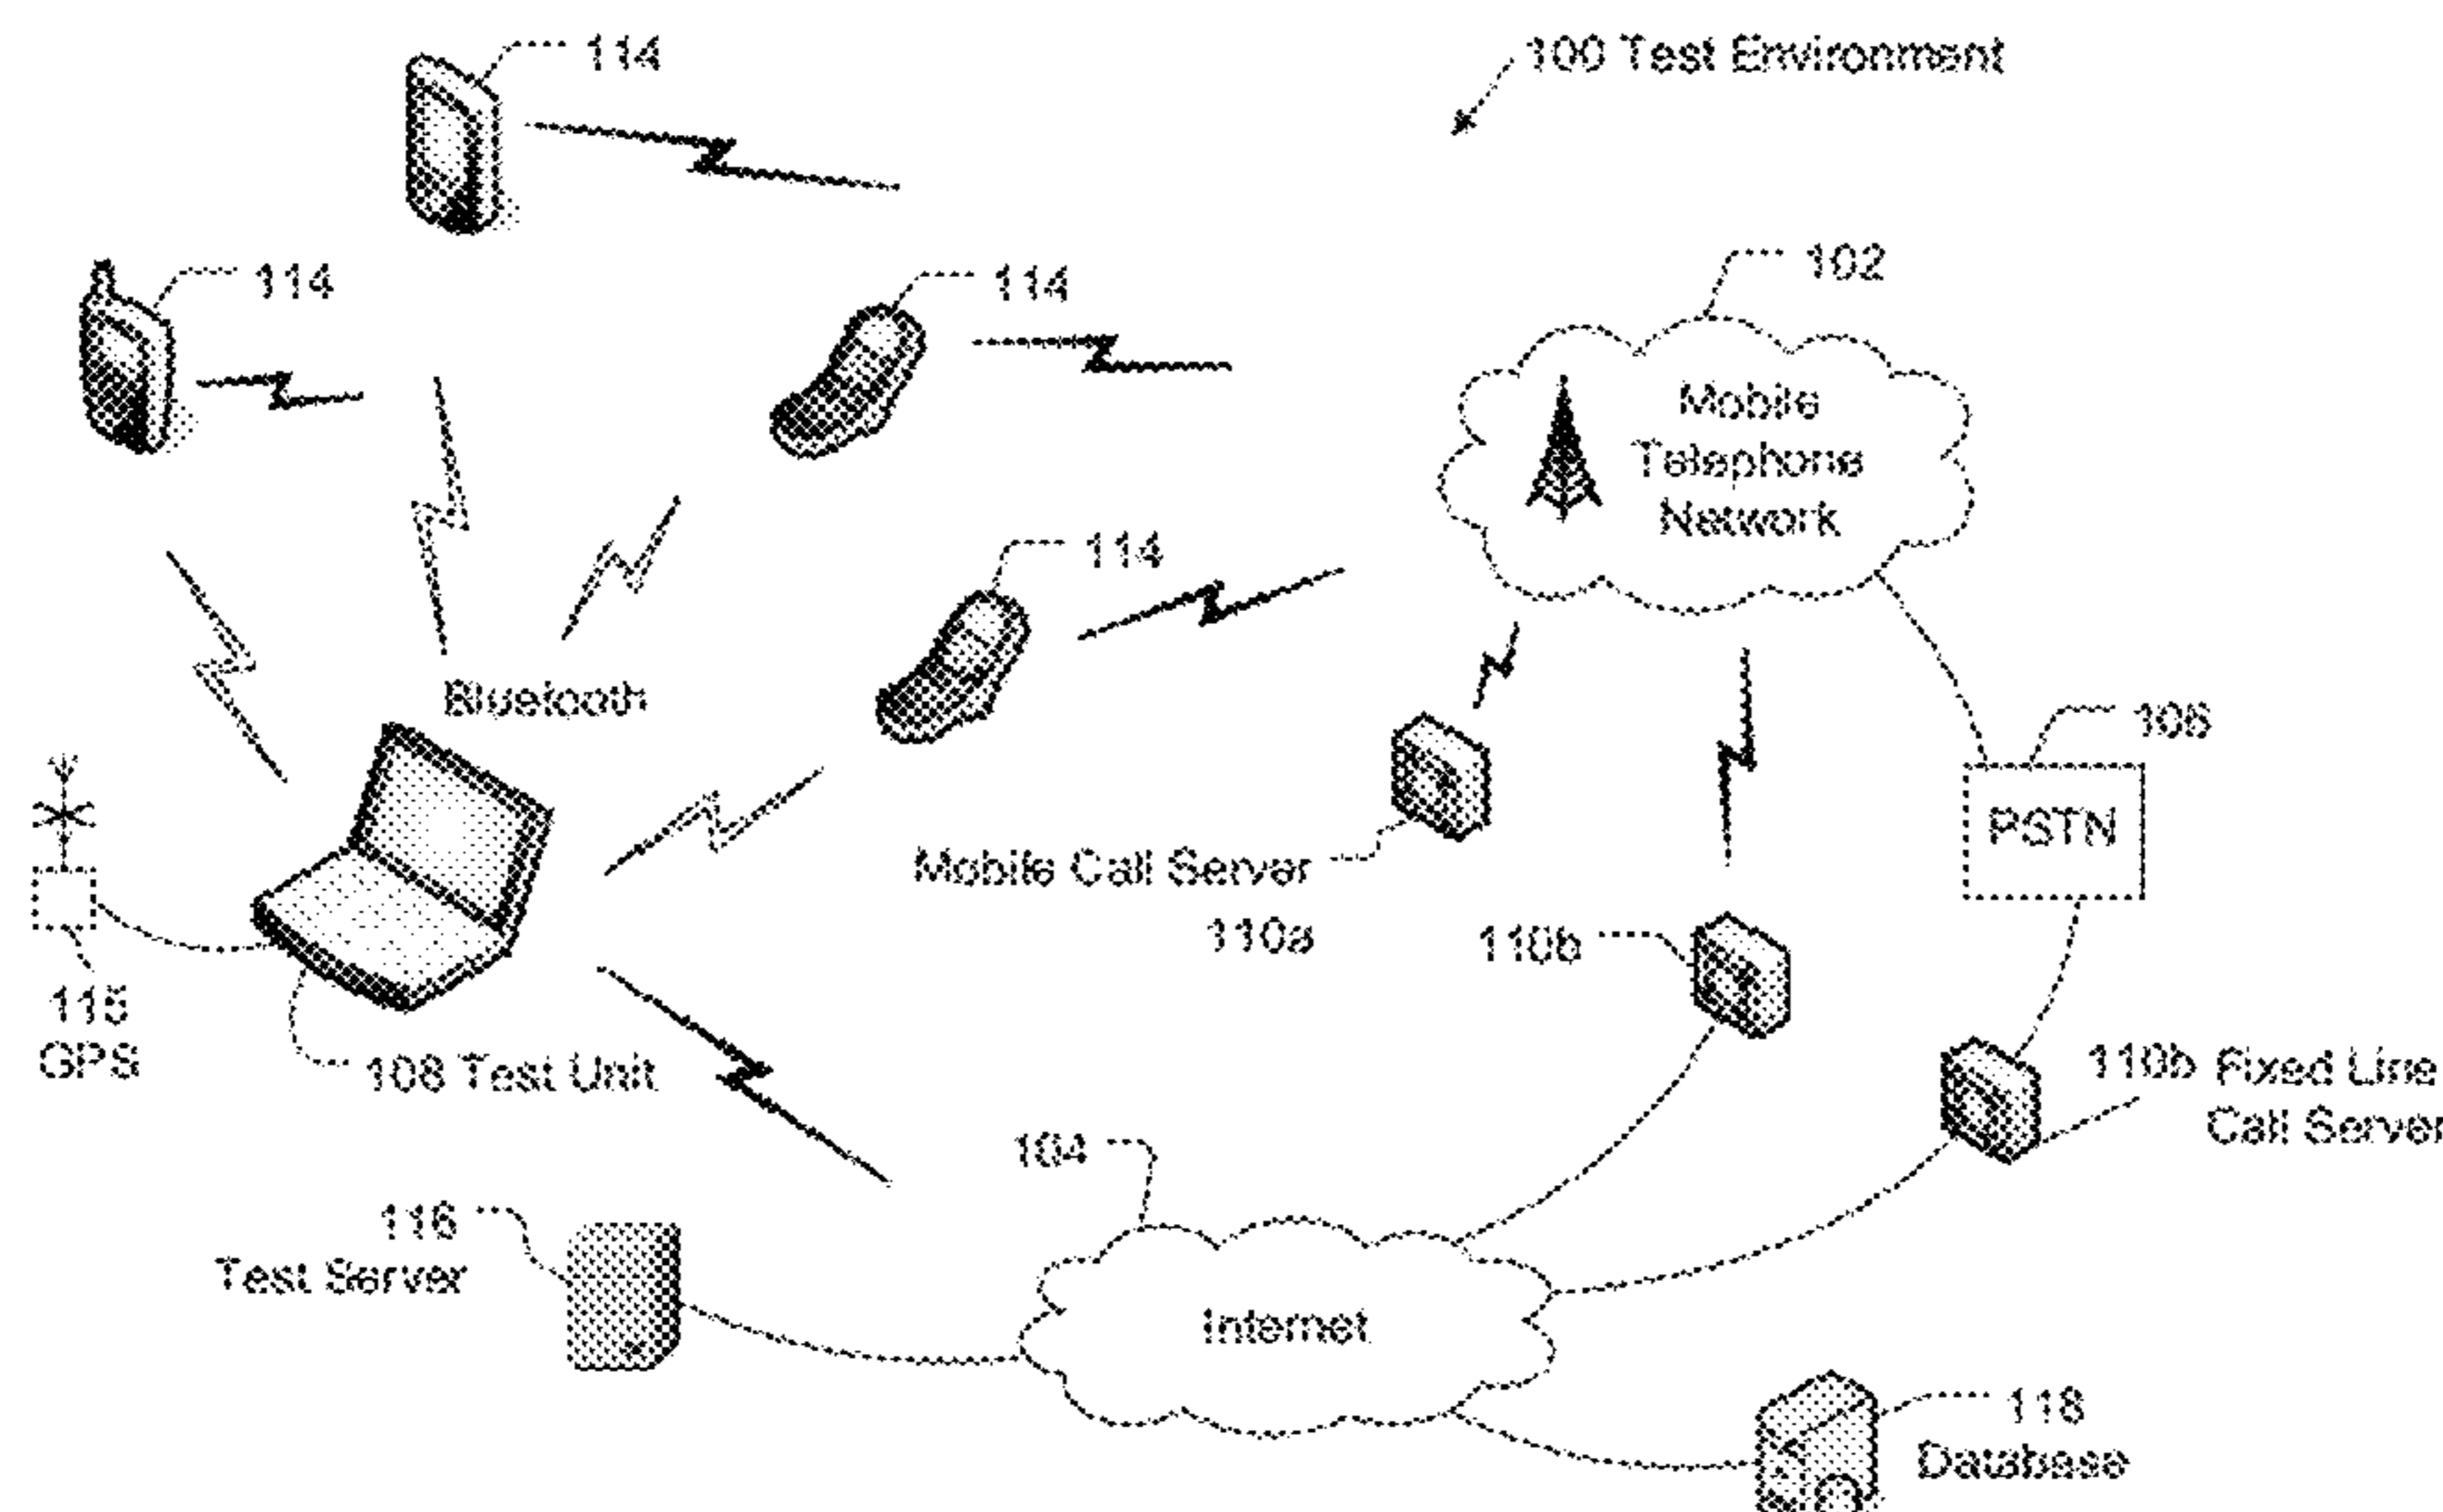 114
100 Test Environment
114
114
102
Mobile
Telephone
Network
114
Bluetooth
106
PSTN
Mobile Call Server
110a
110b
115
GPS
108 Test Unit
110b Fixed Line
Call Server
104
116
Test Server
Internet
118
Database